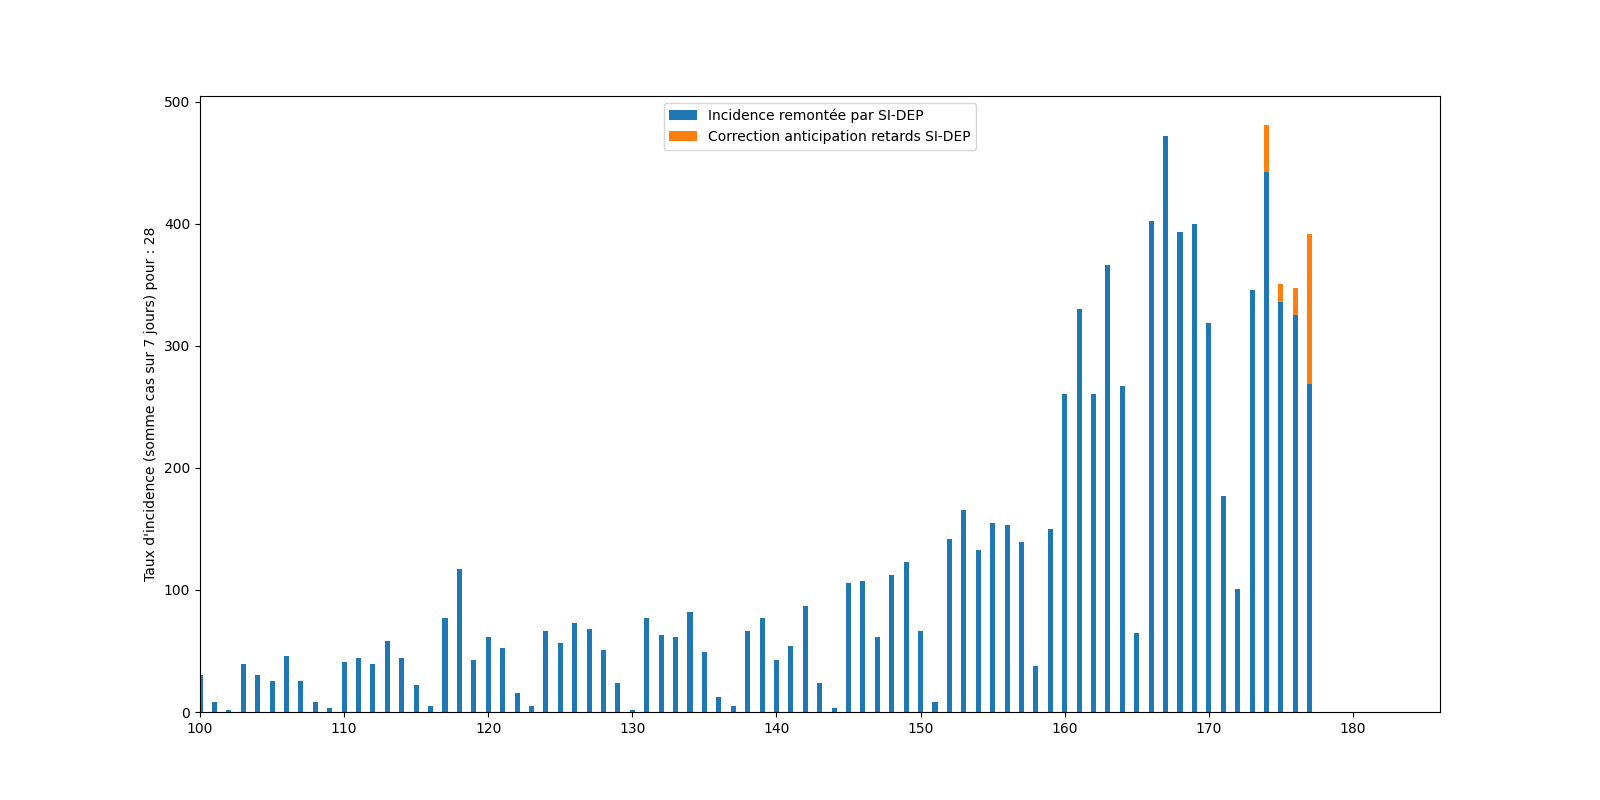 Incidence remontée par SI-DEP
Correction anticipation retards SI-DEP
Taux d'incidence (somme cas sur 7 jours) pour : 28
500
400
300
200
100
0
100 110 120 130 140 150 160 170 180